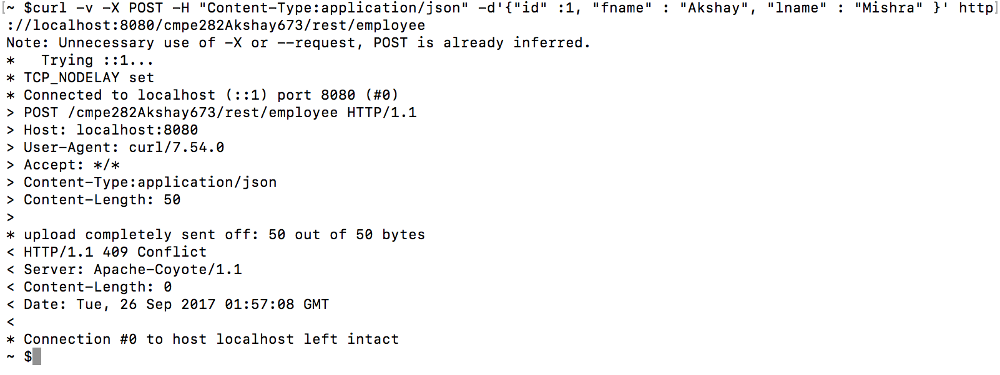 [~ $curl -v -X POST -H "Content-Type:application/json" -d'{"id" :1, "fname" : "Akshay", "lname" : "Mishra" }' http]
://localhost:8080/cmpe282Akshay673/rest/employee
Note: Unnecessary use of -X or --request, POST is already inferred.
*   Trying ::1...
* TCP_NODELAY set
* Connected to localhost (::1) port 8080 (#0)
> POST /cmpe282Akshay673/rest/employee HTTP/1.1
> Host: localhost:8080
> User-Agent: curl/7.54.0
> Accept: */*
> Content-Type:application/json
> Content-Length: 50
>
* upload completely sent off: 50 out of 50 bytes
< HTTP/1.1 409 Conflict
< Server: Apache-Coyote/1.1
< Content-Length: 0
< Date: Tue, 26 Sep 2017 01:57:08 GMT
<
* Connection #0 to host localhost left intact
~ $